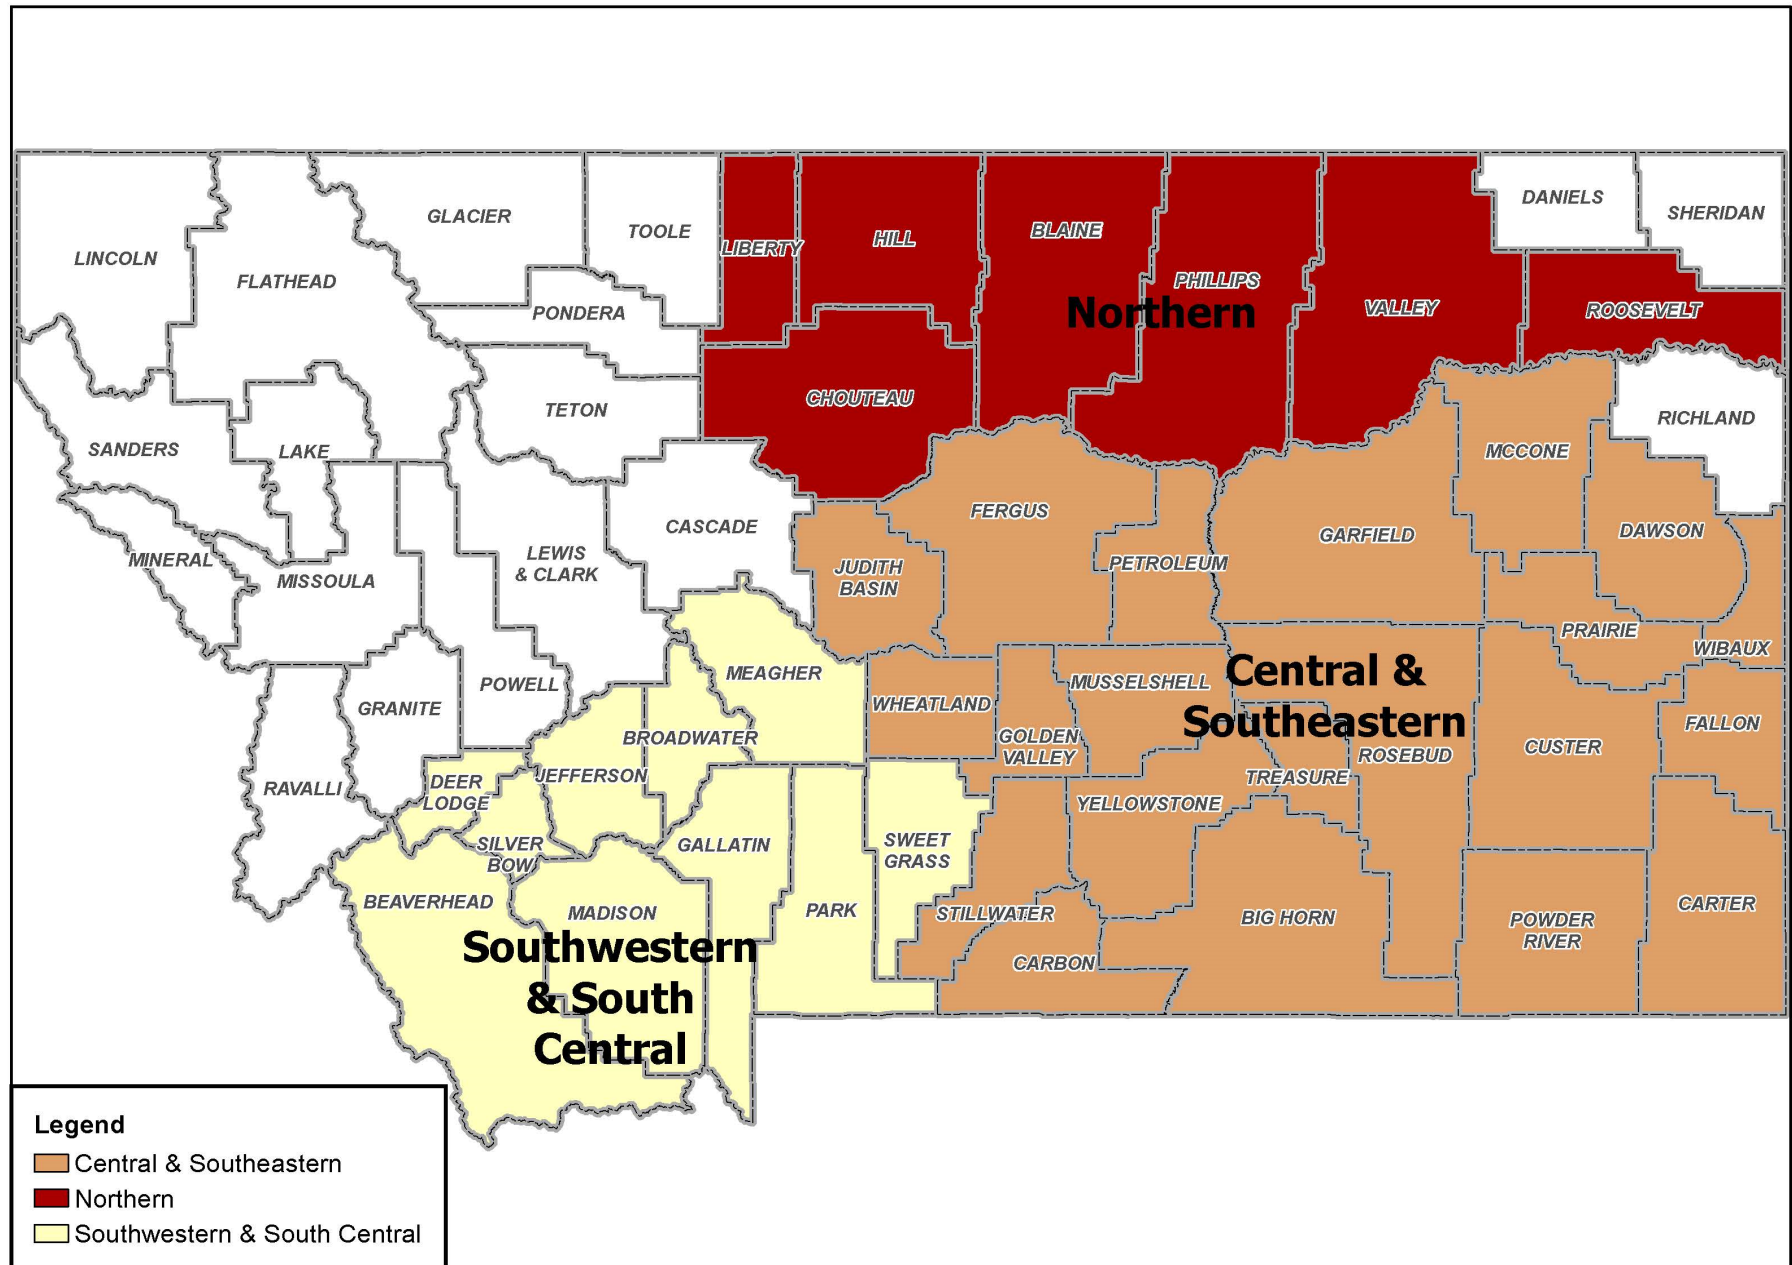 LINCOLN
FLATHEAD
GLACIER
TOOLE
LIBERTY
HILL
BLAINE
PHILLIPS
VALLEY
DANIELS
SHERIDAN
ROOSEVELT
PONDERA
Northern
CHOUTEAU
TETON
SANDERS
LAKE
RICHLAND
MCCONE
DAWSON
MINERAL
MISSOULA
LEWIS
& CLARK
CASCADE
JUDITH
BASIN
FERGUS
PETROLEUM
GARFIELD
PRAIRIE
WIBAUX
GRANITE
POWELL
MEAGHER
WHEATLAND
MUSSELSHELL
Central &
Southeastern
BROADWATER
GOLDEN
VALLEY
ROSEBUD
CUSTER
FALLON
RAVALLI
DEER
LODGE
JEFFERSON
TREASURE
YELLOWSTONE
SILVER
BOW
GALLATIN
SWEET
GRASS
BEAVERHEAD
MADISON
PARK
STILLWATER
BIG HORN
POWDER
RIVER
CARTER
CARBON
Southwestern
& South
Central
Legend
Central & Southeastern
Northern
Southwestern & South Central